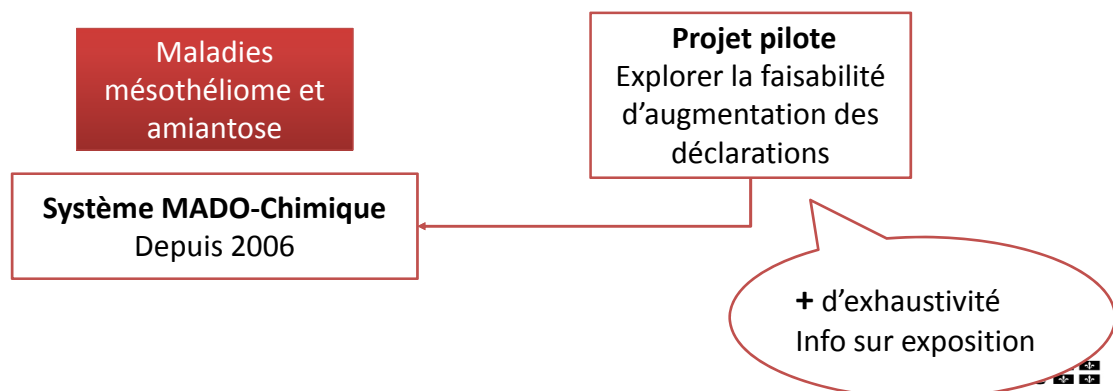 Maladies
mésothéliome et
amiantose
Projet pilote
Explorer la faisabilité
d’augmentation des
déclarations
Système MADO-Chimique
Depuis 2006
+ d’exhaustivité
Info sur exposition